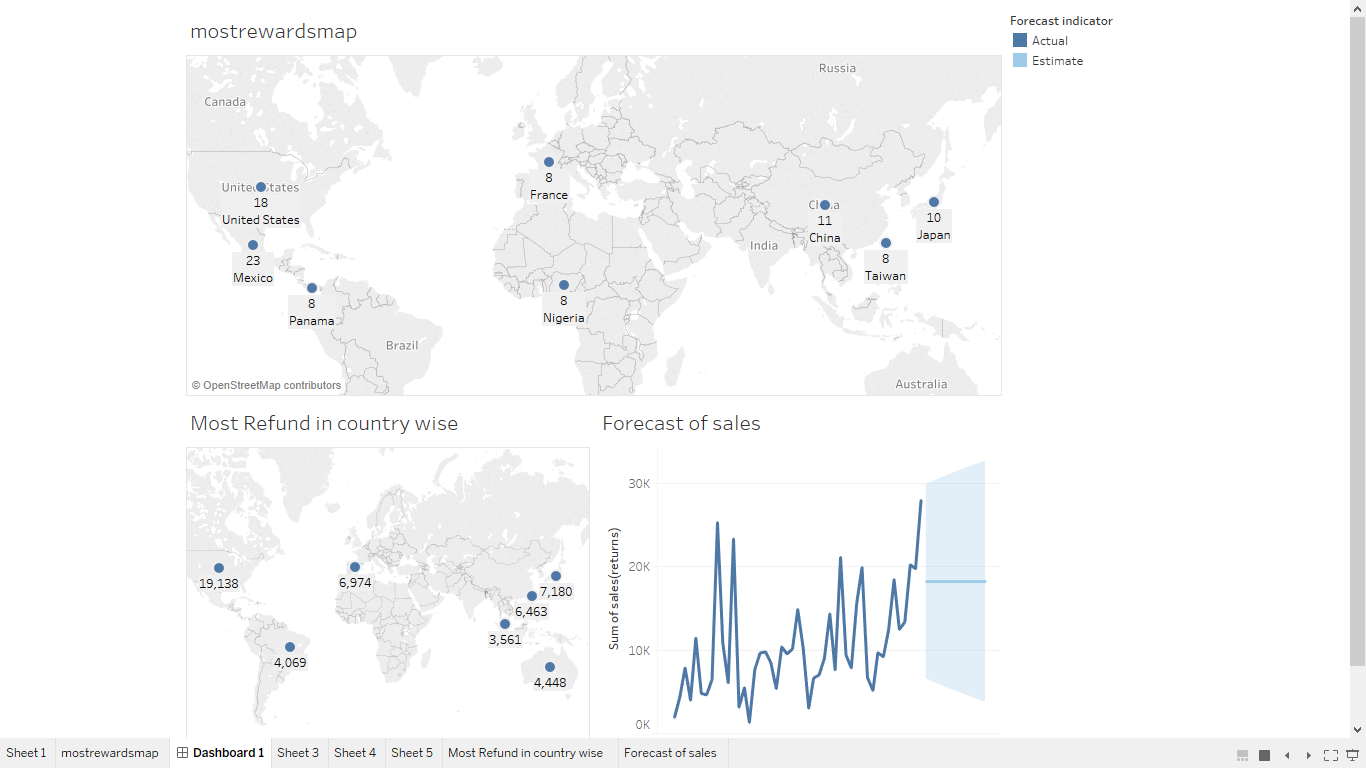 mostrewardsmap
Forecast indicator
Actual
Estimate
Russia
Canada
United States
18
United States
23
Mexico
8
Panama
Brazil
8
France
8
Nigeria
China
11
China
India
10
Japan
8
Taiwan
Australia
© OpenStreetMap contributors
Most Refund in country wise
19,138
6,974
7,180
6,463
3,561
4,069
4,448
Forecast of sales
Sum of sales(returns)
30K
20K
10K
0K
Sheet 1
mostrewardsmap
Dashboard 1
Sheet 3
Sheet 4
Sheet 5
Most Refund in country wise
Forecast of sales